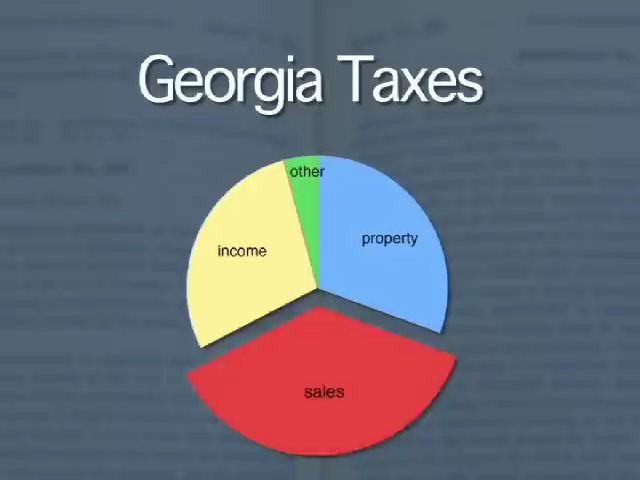 Georgia Taxes
other
property
income
sales